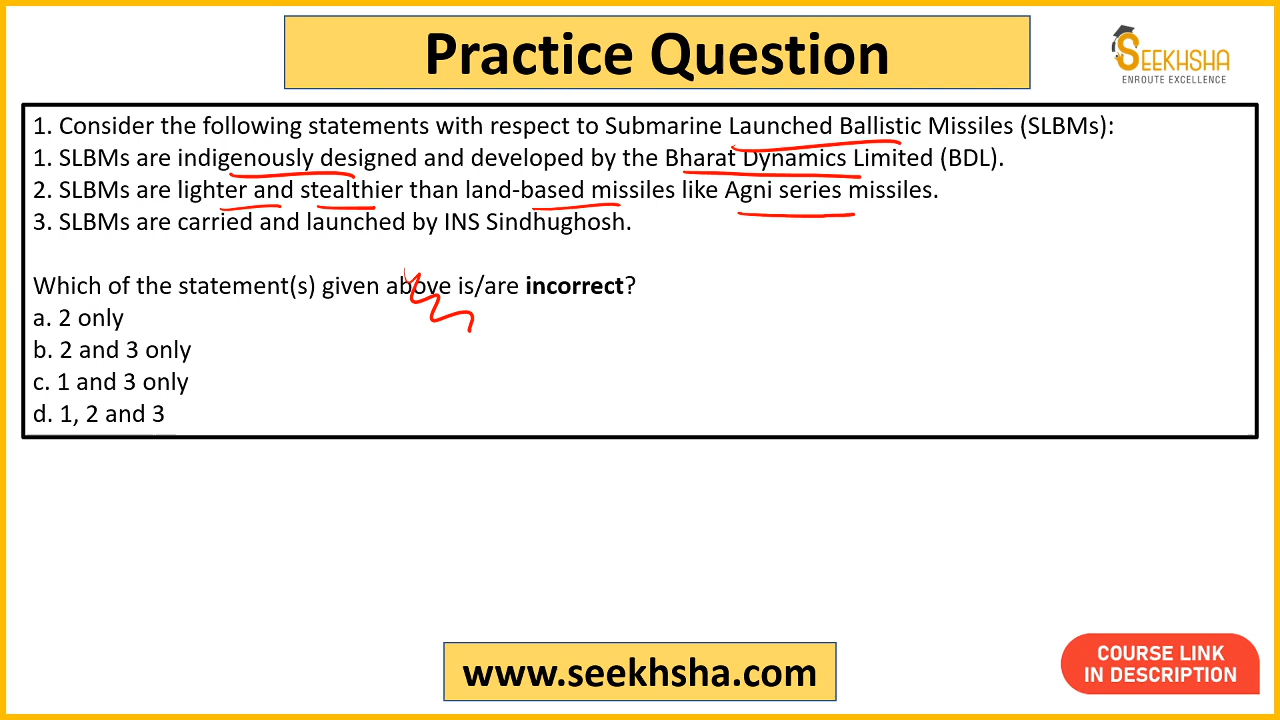 Practice Question
SEEKHSHA
ENROUTE EXCELLENCE
1. Consider the following statements with respect to Submarine Launched Ballistic Missiles (SLBMs):
1. SLBMs are indigenously designed and developed by the Bharat Dynamics Limited (BDL).
2. SLBMs are lighter and stealthier than land-based missiles like Agni series missiles.
3. SLBMs are carried and launched by INS Sindhughosh.
Which of the statement(s) given above is/are incorrect?
a. 2 only
b. 2 and 3 only
c. 1 and 3 only
d. 1, 2 and 3
www.seekhsha.com
COURSE LINK
IN DESCRIPTION